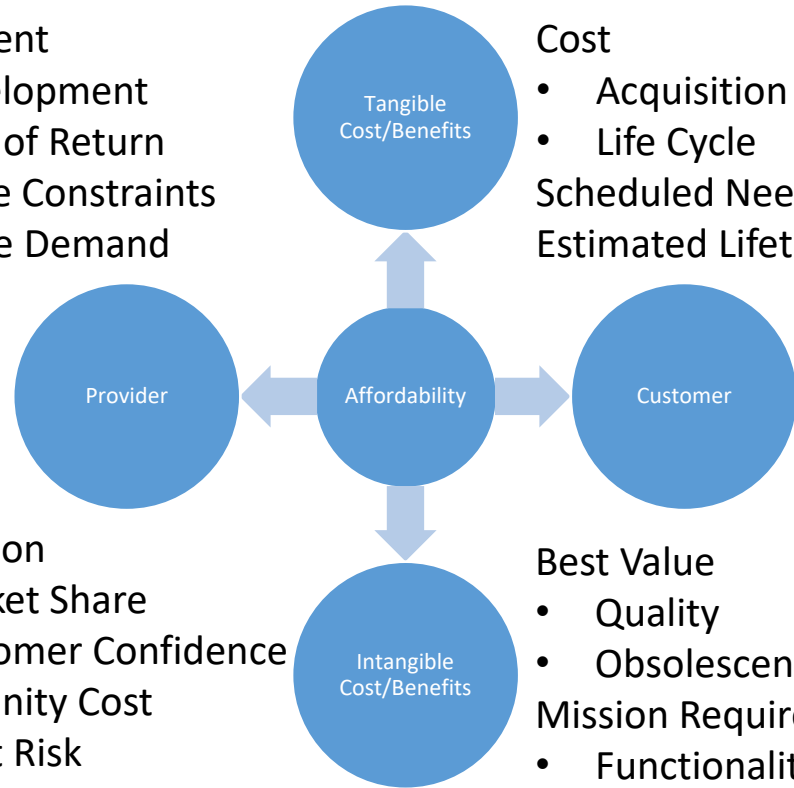 ent
elopment
of Return
e Constraints
e Demand
Tangible
Cost/Benefits
Cost
• Acquisition
• Life Cycle
Scheduled Nee
Estimated Lifet
Provider
Affordability
Customer
on
ket Share
omer Confidence
nity Cost
t Risk
Intangible
Cost/Benefits
Best Value
• Quality
• Obsolescen
Mission Require
• Functionalit